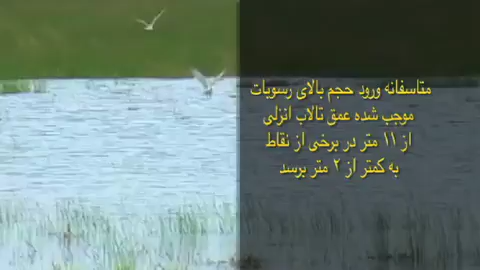 متاسفانه ورود حجم بالای رسوبات
موجب شده عمق تالاب انزلی
از ۱۱ متر در برخی از نقاط
به کمتر از ۲ متر برسد